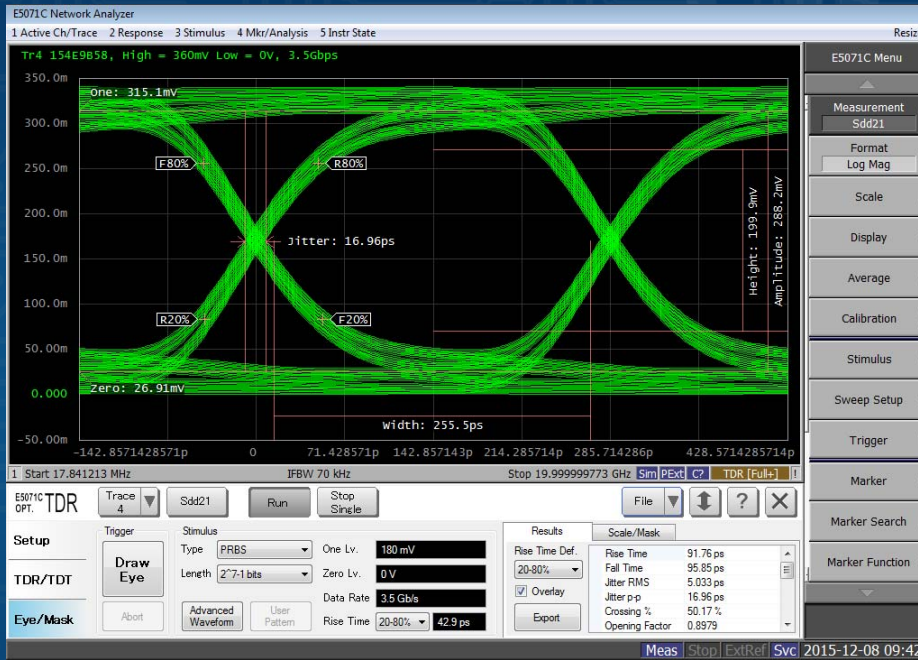 E5071C Network Analyzer
1 Active Ch/Trace 2 Response 3 Stimulus 4 Mkr/Analysis 5 Instr State
Resize
Tr4 154E9B58, High = 360mV Low = 0V, 3.5Gbps
350.0m
One: 315.1mV
300.0m
F80%
R80%
250.0m
200.0m
Jitter: 16.96ps
150.0m
Height: 199.9mV
Amplitude: 288.2mV
100.0m
R20%
F20%
50.00m
0.000
Zero: 26.91mV
Width: 255.5ps
-50.00m
-142.8571428571p 0 71.428571p 142.857143p 214.285714p 285.714286p 428.5714285714p
1 Start 17.841213 MHz IFBW 70 kHz Stop 19.999999773 GHz Sim PExt C? TDR [Full+] !
E5071C Menu
Measurement
Sdd21
Format
Log Mag
Scale
Display
Average
Calibration
Stimulus
Sweep Setup
Trigger
Marker
Marker Search
Marker Function
E5071C OPT. TDR
Trace 4
Sdd21
Run
Stop Single
File
?
Setup
TDR/TDT
Eye/Mask
Trigger
Draw Eye
Abort
Stimulus
Type PRBS
Length 2^7-1 bits
Advanced Waveform
User Pattern
One Lv. 180 mV
Zero Lv. 0 V
Data Rate 3.5 Gb/s
Rise Time 20-80% 42.9 ps
Results
Scale/Mask
Rise Time Def.
20-80%
Overlay
Export
Rise Time 91.76 ps
Fall Time 95.85 ps
Jitter RMS 5.033 ps
Jitter p-p 16.96 ps
Crossing % 50.17 %
Opening Factor 0.8979
Meas Stop ExtRef Svc 2015-12-08 09:42